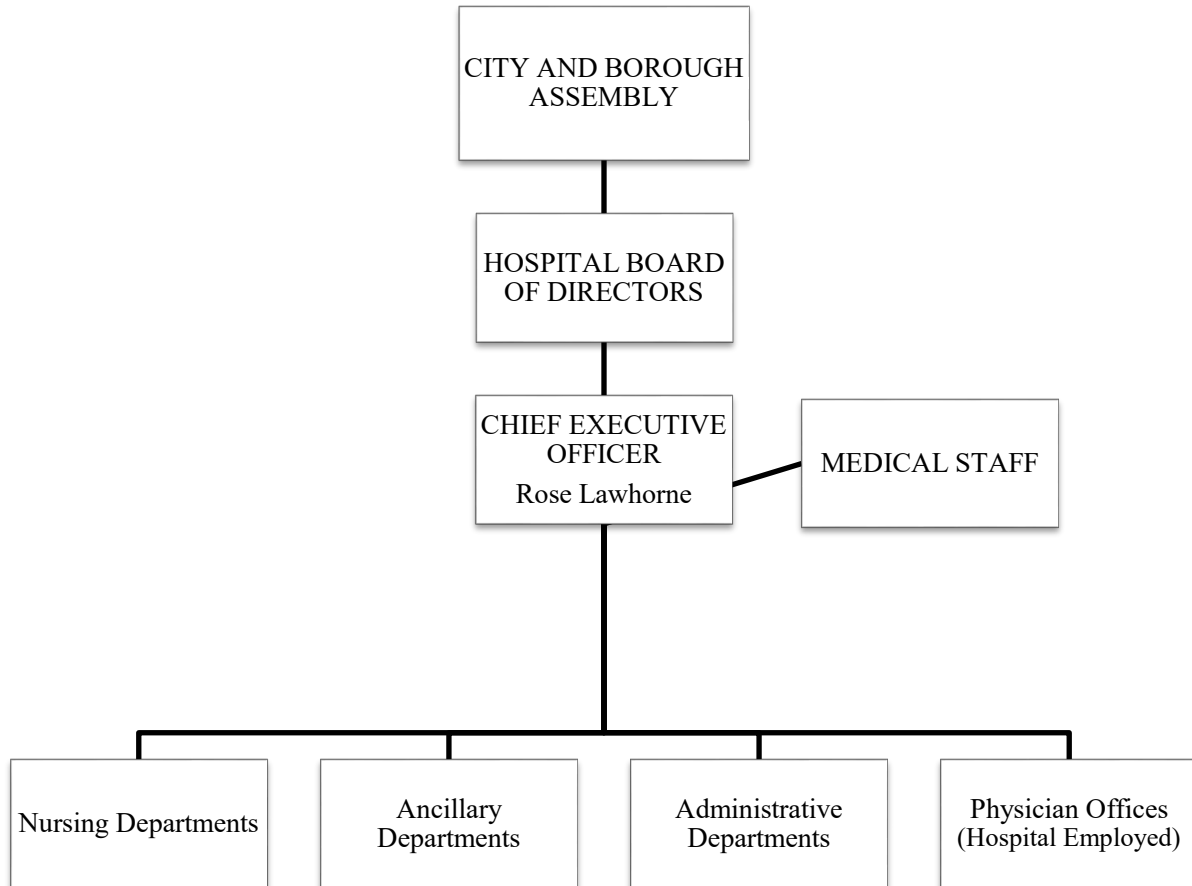 CITY AND BOROUGH
ASSEMBLY
HOSPITAL BOARD
OF DIRECTORS
CHIEF EXECUTIVE
OFFICER
Rose Lawhorne
MEDICAL STAFF
Nursing Departments
Ancillary
Departments
Administrative
Departments
Physician Offices
(Hospital Employed)